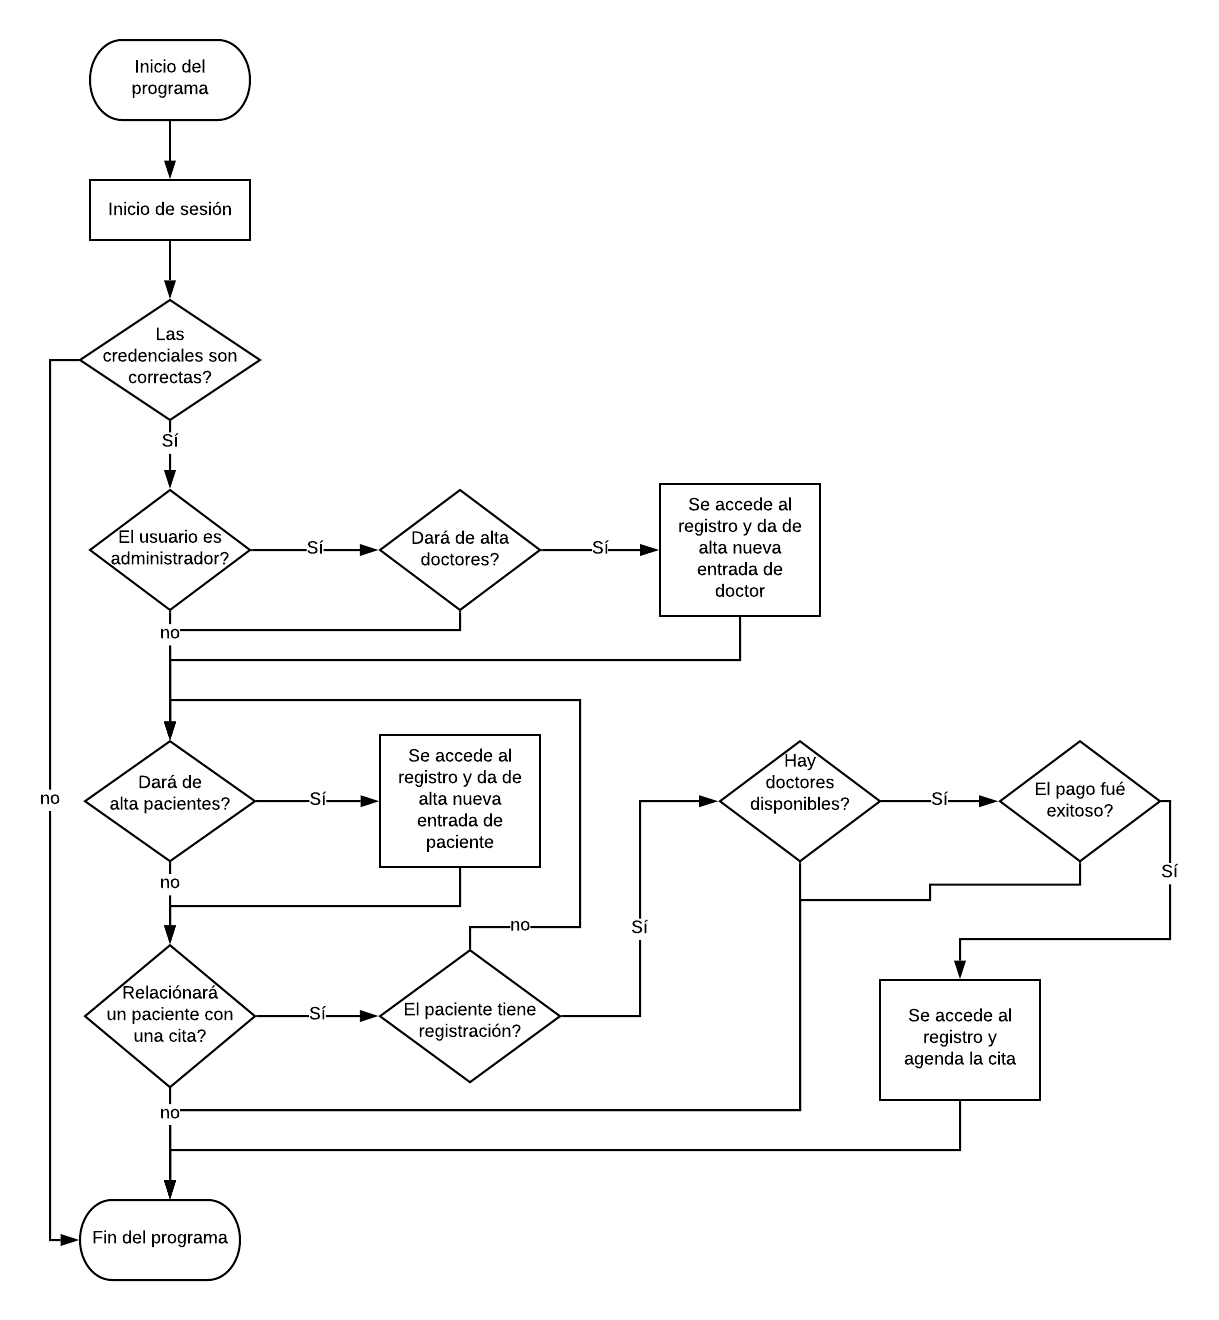 Inicio del
programa
Inicio de sesión
Las
credenciales son
correctas?
Sí
El usuario es
administrador?
Sí
Dará de alta
doctores?
Sí
Se accede al
registro y da de
alta nueva
entrada de
doctor
no
no
Dará de
alta pacientes?
Sí
Se accede al
registro y da de
alta nueva
entrada de
paciente
Hay
doctores
disponibles?
Sí
El pago fué
exitoso?
Sí
no
no
Sí
Relaciónará
un paciente con
una cita?
Sí
El paciente tiene
registración?
Se accede al
registro y
agenda la cita
no
Fin del programa